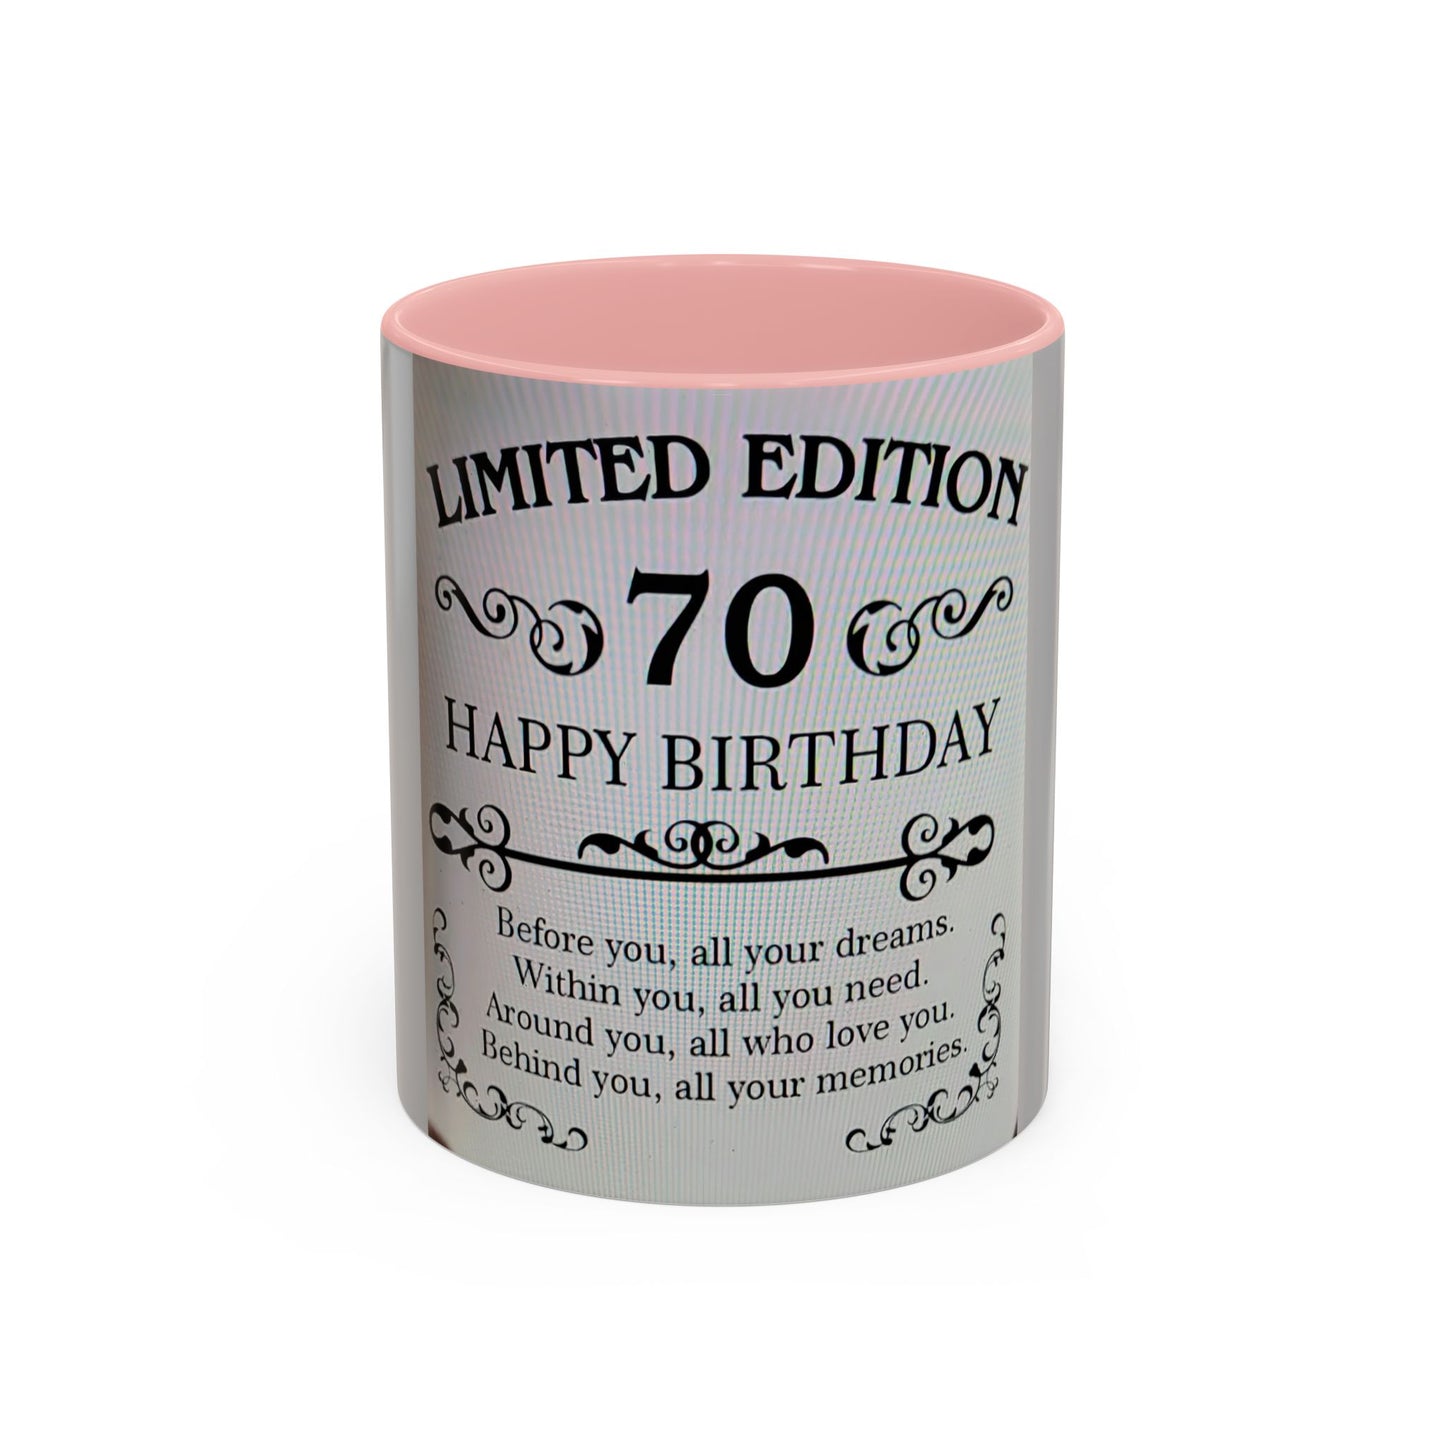 LIMITED EDITION
70
HAPPY BIRTHDAY
Before you, all your dreams.
Within you, all you need.
Around you, all who love you.
Behind you, all your memories.